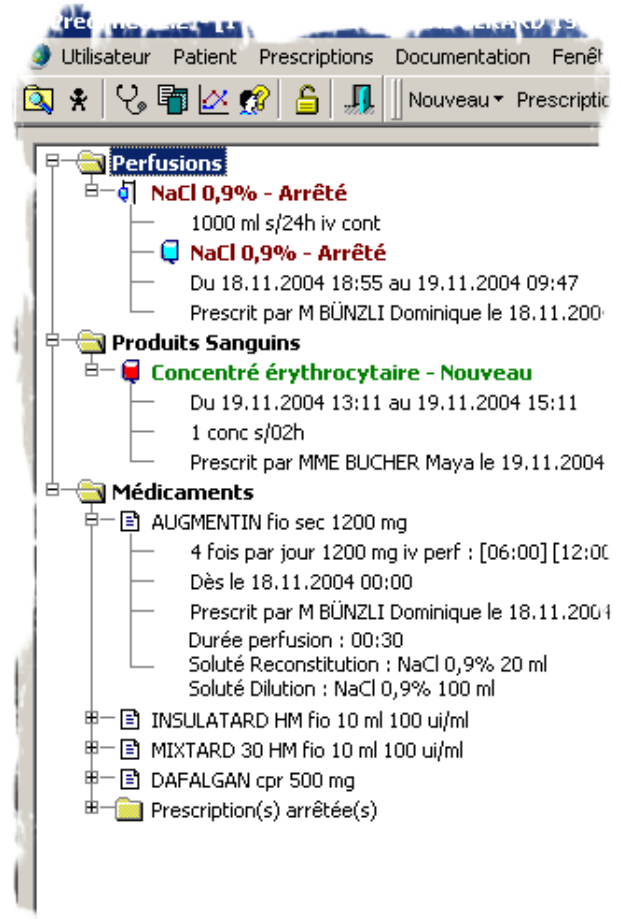 Utilisateur Patient Prescriptions Documentation Fenêt
Nouveau Prescriptic
Perfusions
NaCl 0,9% - Arrêté
1000 ml s/24h iv cont
NaCl 0,9% - Arrêté
Du 18.11.2004 18:55 au 19.11.2004 09:47
Prescrit par M BÜNZLI Dominique le 18.11.200
Produits Sanguins
Concentré érythrocytaire - Nouveau
Du 19.11.2004 13:11 au 19.11.2004 15:11
1 conc s/02h
Prescrit par MME BUCHER Maya le 19.11.2004
Médicaments
AUGMENTIN fio sec 1200 mg
4 fois par jour 1200 mg iv perf : [06:00] [12:00
Dès le 18.11.2004 00:00
Prescrit par M BÜNZLI Dominique le 18.11.2004
Durée perfusion : 00:30
Soluté Reconstitution : NaCl 0,9% 20 ml
Soluté Dilution : NaCl 0,9% 100 ml
INSULATARD HM fio 10 ml 100 ui/ml
MIXTARD 30 HM fio 10 ml 100 ui/ml
DAFALGAN cpr 500 mg
Prescription(s) arrêtée(s)